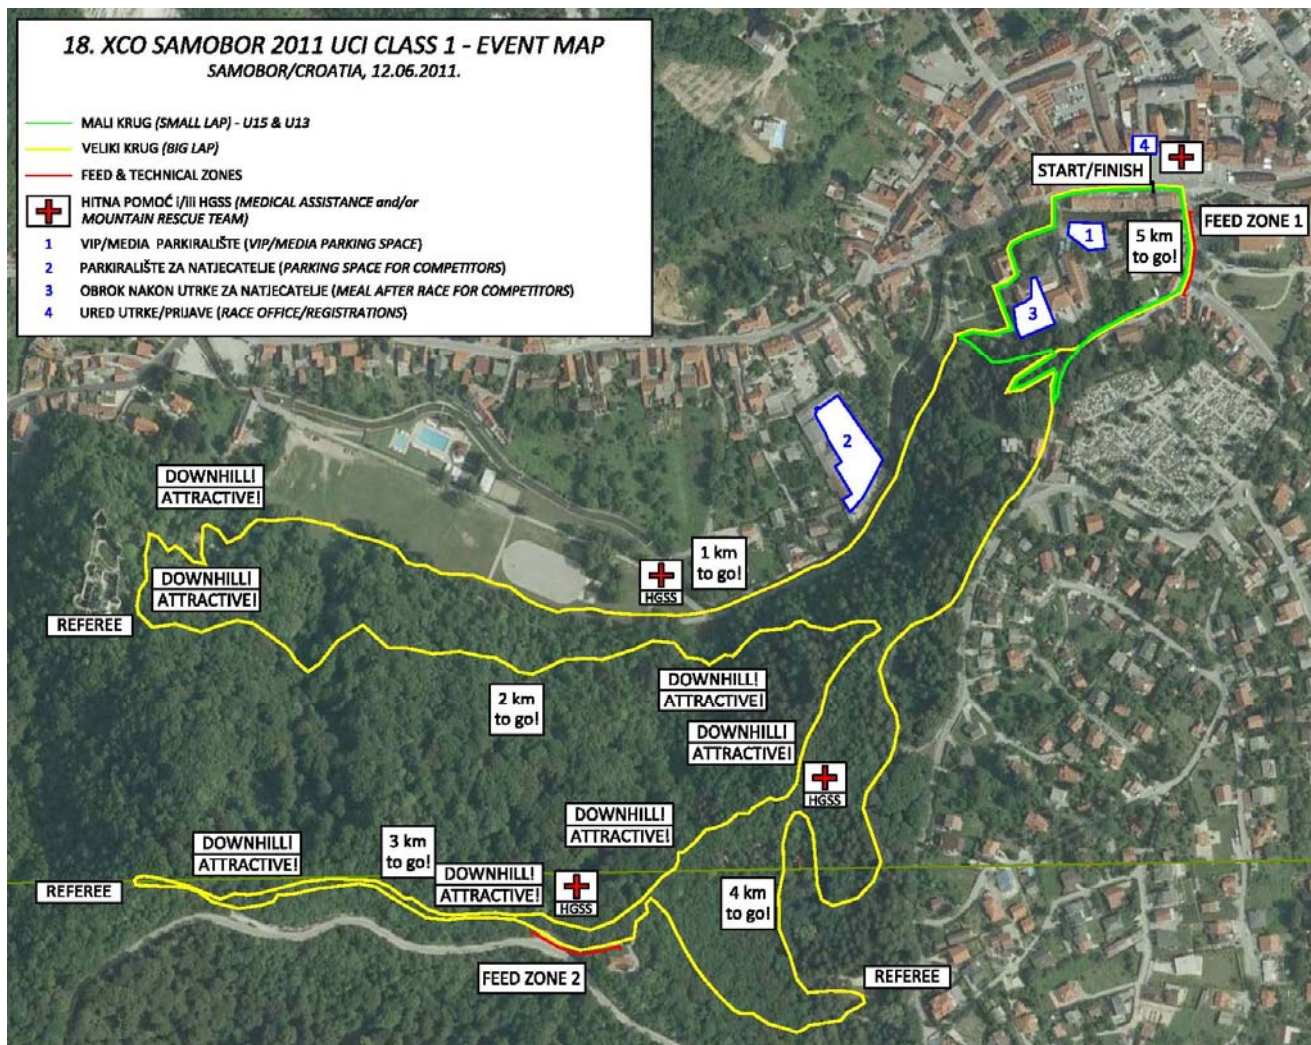 18. XCO SAMOBOR 2011 UCI CLASS 1 - EVENT MAP
SAMOBOR/CROATIA, 12.06.2011.
MALI KRUG (SMALL LAP) - U15 & U13
VELIKI KRUG (BIG LAP)
FEED & TECHNICAL ZONES
HITNA POMOĆ i/ili HGSS (MEDICAL ASSISTANCE and/or
MOUNTAIN RESCUE TEAM)
1 VIP/MEDIA PARKIRALIŠTE (VIP/MEDIA PARKING SPACE)
2 PARKIRALIŠTE ZA NATJECATELJE (PARKING SPACE FOR COMPETITORS)
3 OBROK NAKON UTRKE ZA NATJECATELJE (MEAL AFTER RACE FOR COMPETITORS)
4 URED UTRKE/PRIJAVE (RACE OFFICE/REGISTRATIONS)
4
START/FINISH
FEED ZONE 1
1
5 km
to go!
3
2
DOWNHILL!
ATTRACTIVE!
1 km
to go!
HGSS
DOWNHILL!
ATTRACTIVE!
REFEREE
2 km
to go!
DOWNHILL!
ATTRACTIVE!
DOWNHILL!
ATTRACTIVE!
HGSS
DOWNHILL!
ATTRACTIVE!
DOWNHILL!
ATTRACTIVE!
3 km
to go!
DOWNHILL!
ATTRACTIVE!
HGSS
REFEREE
4 km
to go!
FEED ZONE 2
REFEREE